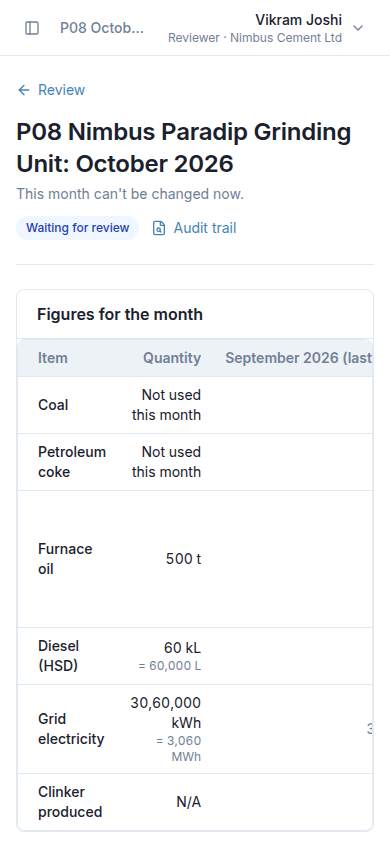 P08 Octob...
Vikram Joshi
Reviewer · Nimbus Cement Ltd
Review
P08 Nimbus Paradip Grinding
Unit: October 2026
This month can't be changed now.
Waiting for review
Audit trail
Figures for the month
Item Quantity September 2026 (last
Coal
Not used
this month
Petroleum
coke
Not used
this month
Furnace
oil
500 t
Diesel
(HSD)
60 kL
= 60,000 L
Grid
electricity
30,60,000
kWh
= 3,060
MWh
Clinker
produced
N/A